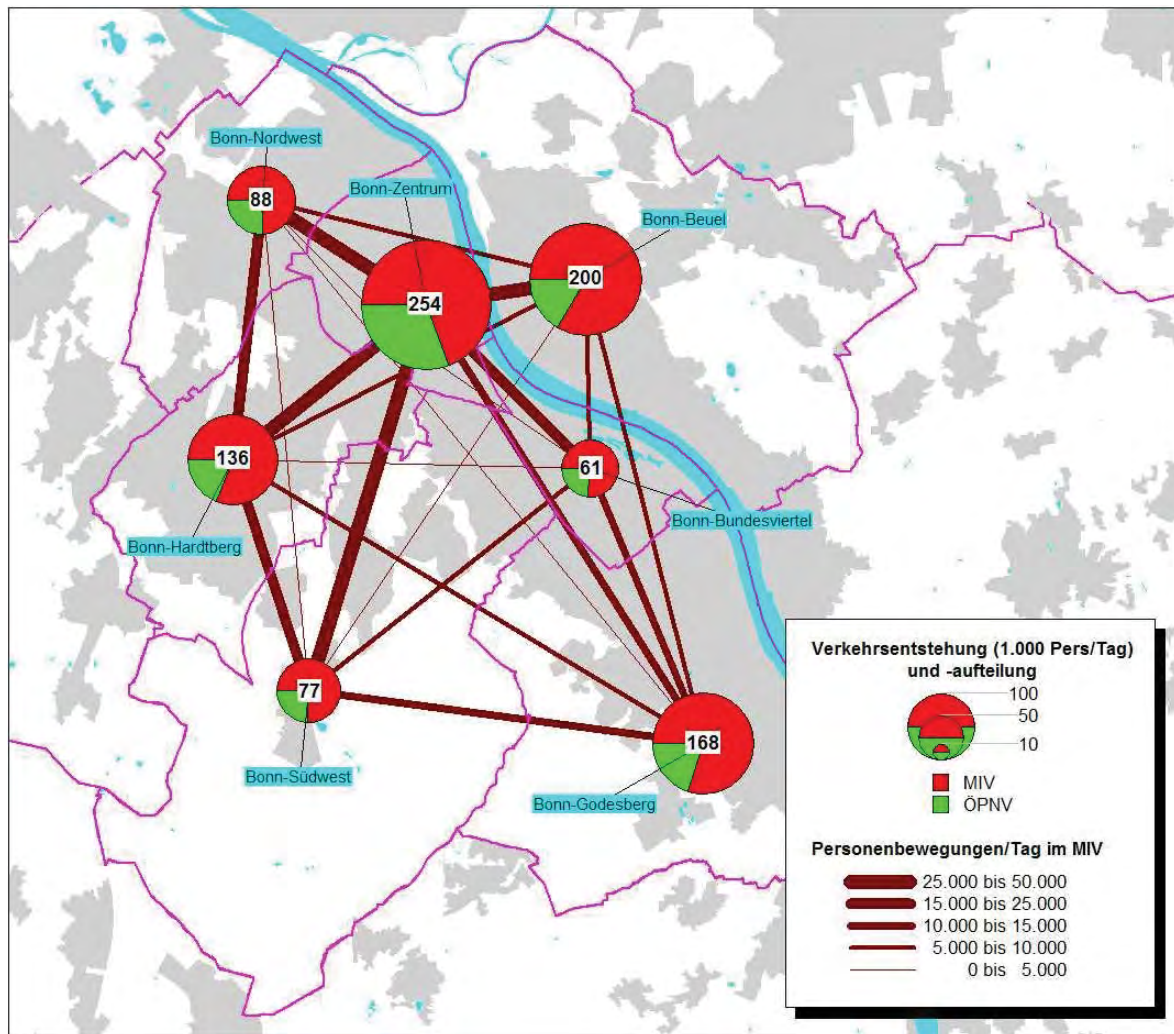 Bonn-Nordwest
88
Bonn-Zentrum
Bonn-Beuel
254
200
136
61
Bonn-Hardtberg
Bonn-Bundesviertel
77
Bonn-Südwest
168
Bonn-Godesberg
Verkehrsentstehung (1.000 Pers/Tag)
und -aufteilung
100
50
10
MIV
ÖPNV
Personenbewegungen/Tag im MIV
25.000 bis 50.000
15.000 bis 25.000
10.000 bis 15.000
5.000 bis 10.000
0 bis 5.000